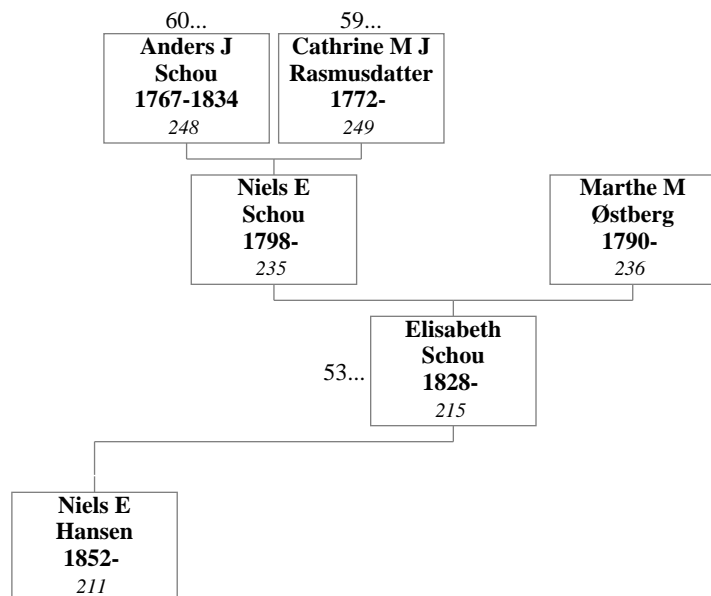 60...
59...
Anders J
Schou
1767-1834
248
Cathrine M J
Rasmusdatter
1772-
249
Niels E
Schou
1798-
235
Marthe M
Østberg
1790-
236
Elisabeth
Schou
1828-
215
53...
Niels E
Hansen
1852-
211